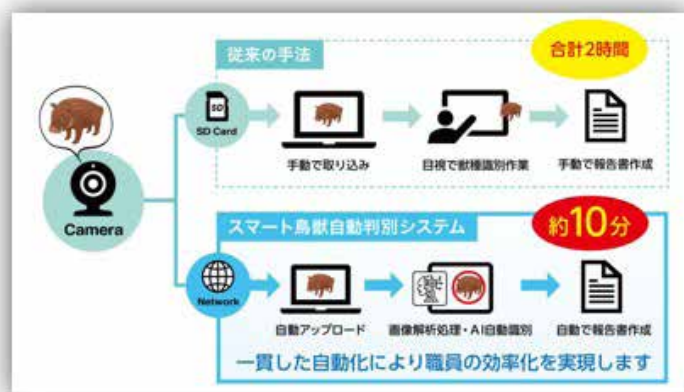 従来の手法
合計2時間
SD
SD Card
手動で取り込み
目視で獣種識別作業
手動で報告書作成
Camera
スマート鳥獣自動判別システム
約10分
Network
自動アップロード
画像解析処理・AI自動識別
自動で報告書作成
一貫した自動化により職員の効率化を実現します